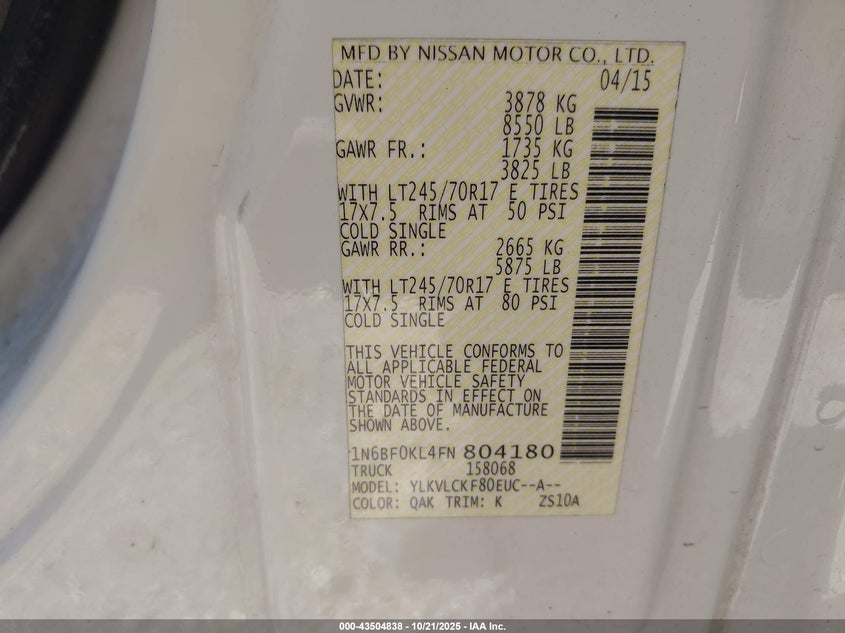 MFD BY NISSAN MOTOR CO., LTD.
DATE: 04/15
GVWR: 3878 KG
8550 LB
GAWR FR.: 1735 KG
3825 LB
WITH LT245/70R17 E TIRES
17X7.5 RIMS AT 50 PSI
COLD SINGLE
GAWR RR.: 2665 KG
5875 LB
WITH LT245/70R17 E TIRES
17X7.5 RIMS AT 80 PSI
COLD SINGLE
THIS VEHICLE CONFORMS TO
ALL APPLICABLE FEDERAL
MOTOR VEHICLE SAFETY
STANDARDS IN EFFECT ON
THE DATE OF MANUFACTURE
SHOWN ABOVE.
1N6BF0KL4FN 804180
TRUCK 158068
MODEL: YLKVLCKF80EUC--A--
COLOR: QAK TRIM: K ZS10A
000-43504838 - 10/21/2025 - IAA Inc.